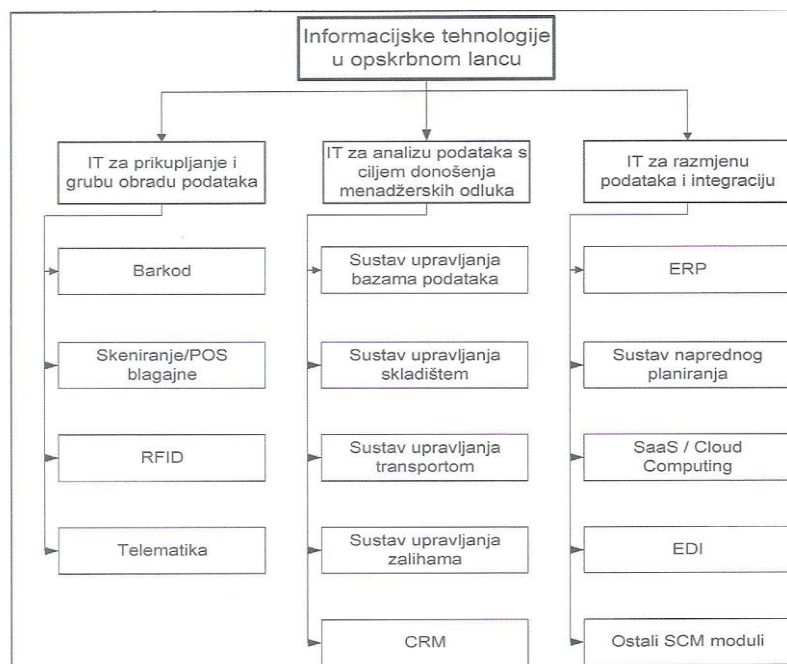 Informacijske tehnologije
u opskrbnom lancu
IT za prikupljanje i
grubu obradu podataka
IT za analizu podataka s
ciljem donošenja
menadžerskih odluka
IT za razmjenu
podataka i integraciju
Barkod
Skeniranje/POS
blagajne
RFID
Telematika
Sustav upravljanja
bazama podataka
Sustav upravljanja
skladištem
Sustav upravljanja
transportom
Sustav upravljanja
zalihama
CRM
ERP
Sustav naprednog
planiranja
SaaS / Cloud
Computing
EDI
Ostali SCM moduli